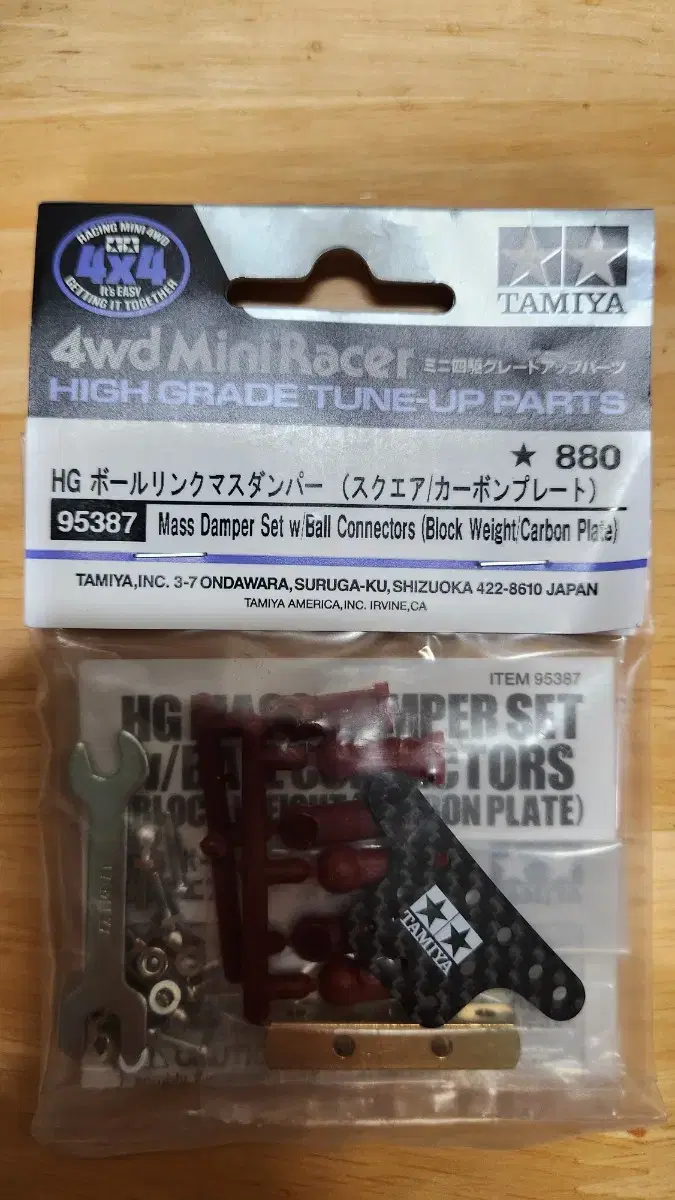 RACING MINI 4WD
4x4
It's EASY
GETTING IT TOGETHER
TAMIYA
4wd Mini Racer ミニ四駆グレードアップパーツ
HIGH GRADE TUNE-UP PARTS
★ 880
HG ボールリンクマスダンパー (スクエア/カーボンプレート)
95387 Mass Damper Set w/Ball Connectors (Block Weight/Carbon Plate)
TAMIYA,INC. 3-7 ONDAWARA,SURUGA-KU,SHIZUOKA 422-8610 JAPAN
TAMIYA AMERICA,INC. IRVINE,CA
ITEM 95387
HG MASS DAMPER SET
w/BALL CONNECTORS
(BLOCK WEIGHT/CARBON PLATE)
TAMIYA
TAMIYA